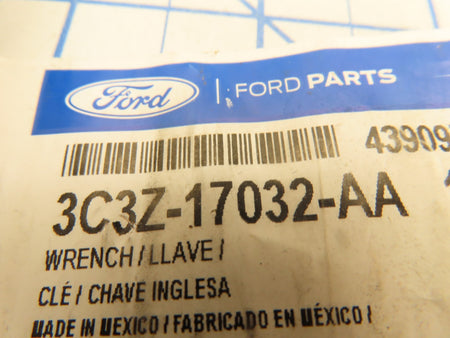 Ford | FORD PARTS
43909
3C3Z-17032-AA
WRENCH / LLAVE /
CLÉ / CHAVE INGLESA
MADE IN MEXICO / FABRICADO EN MÉXICO /